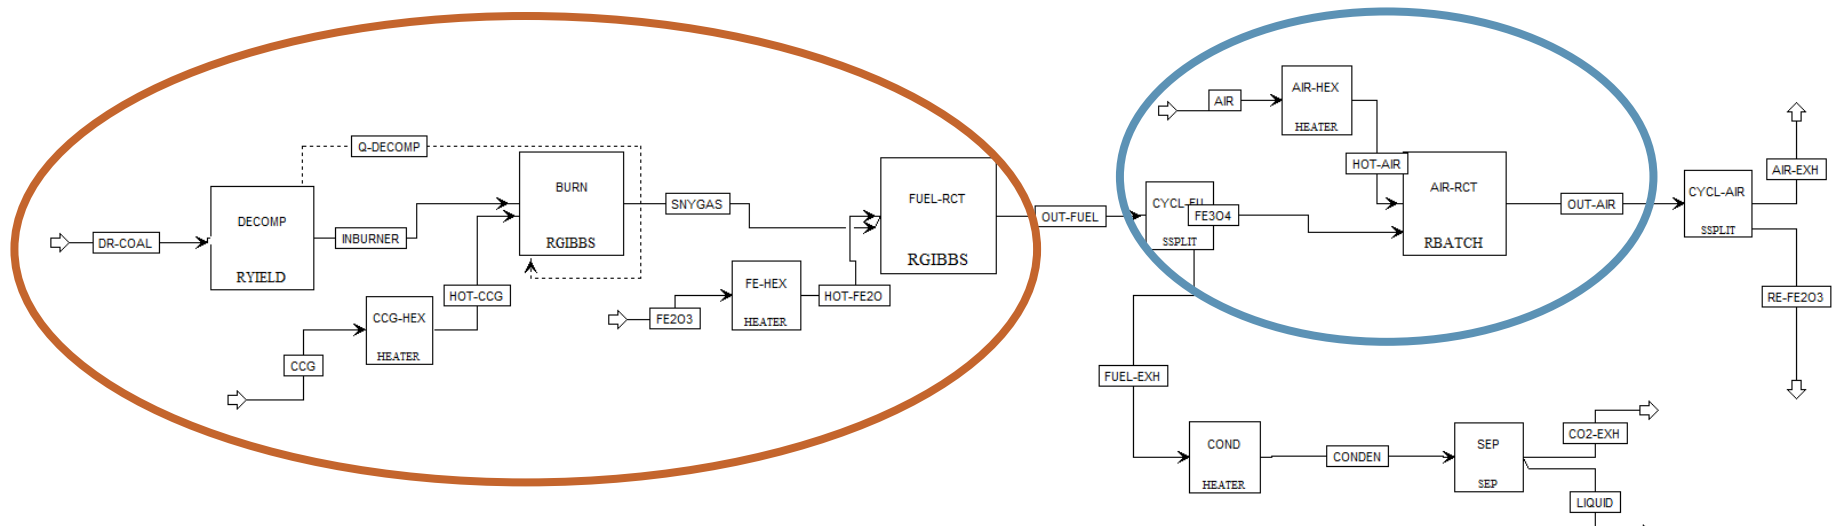 Q-DECOMP
DECOMP
RYIELD
DR-COAL
INBURNER
BURN
RGIBBS
HOT-CCG
CCG-HEX
HEATER
CCG
SNYGAS
FE2O3
FE-HEX
HEATER
HOT-FE2O
FUEL-RCT
RGIBBS
OUT-FUEL
AIR
AIR-HEX
HEATER
HOT-AIR
CYCL-FU
SSPLIT
FE3O4
AIR-RCT
RBATCH
OUT-AIR
CYCL-AIR
SSPLIT
AIR-EXH
RE-FE2O3
FUEL-EXH
COND
HEATER
CONDEN
SEP
SEP
CO2-EXH
LIQUID